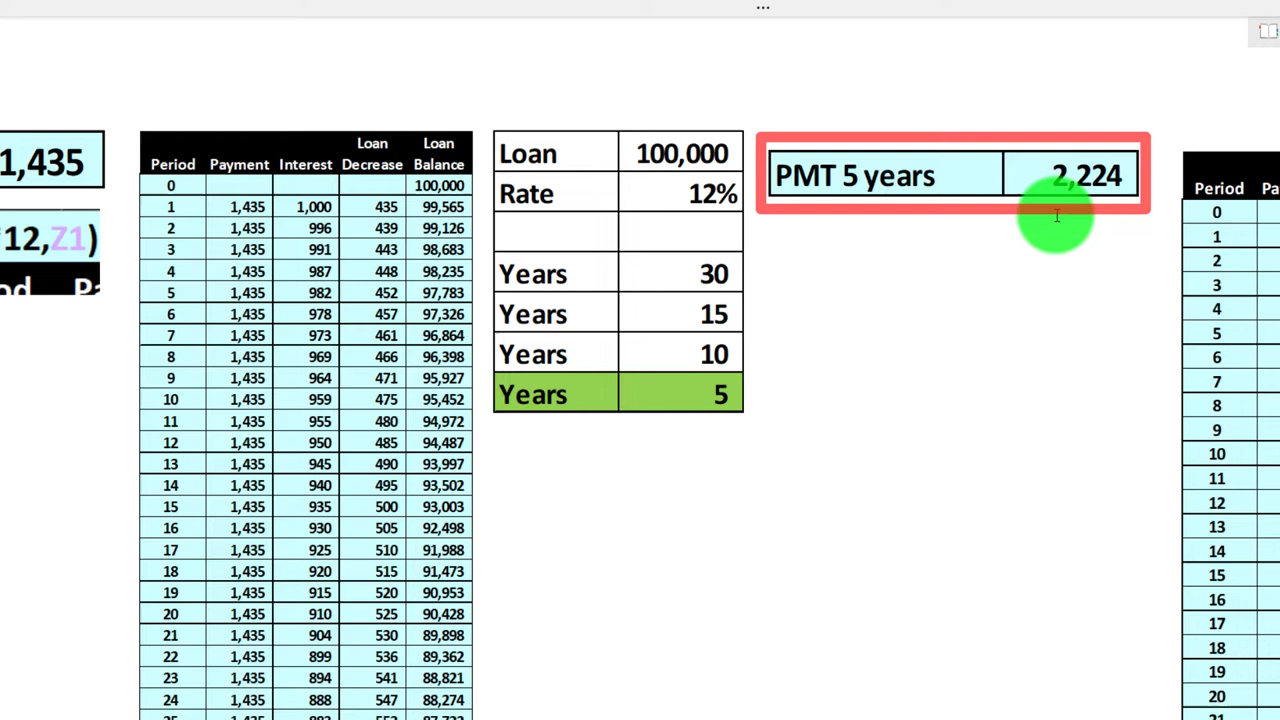 ...
1,435
12,Z1)
Loan Loan
Period Payment Interest Decrease Balance
0 100,000
1 1,435 1,000 435 99,565
2 1,435 996 439 99,126
3 1,435 991 443 98,683
4 1,435 987 448 98,235
5 1,435 982 452 97,783
6 1,435 978 457 97,326
7 1,435 973 461 96,864
8 1,435 969 466 96,398
9 1,435 964 471 95,927
10 1,435 959 475 95,452
11 1,435 955 480 94,972
12 1,435 950 485 94,487
13 1,435 945 490 93,997
14 1,435 940 495 93,502
15 1,435 935 500 93,003
16 1,435 930 505 92,498
17 1,435 925 510 91,988
18 1,435 920 515 91,473
19 1,435 915 520 90,953
20 1,435 910 525 90,428
21 1,435 904 530 89,898
22 1,435 899 536 89,362
23 1,435 894 541 88,821
24 1,435 888 547 88,274
Loan 100,000
Rate 12%
Years 30
Years 15
Years 10
Years 5
PMT 5 years 2,224
Period Pa
0
1
2
3
4
5
6
7
8
9
10
11
12
13
14
15
16
17
18
19
20